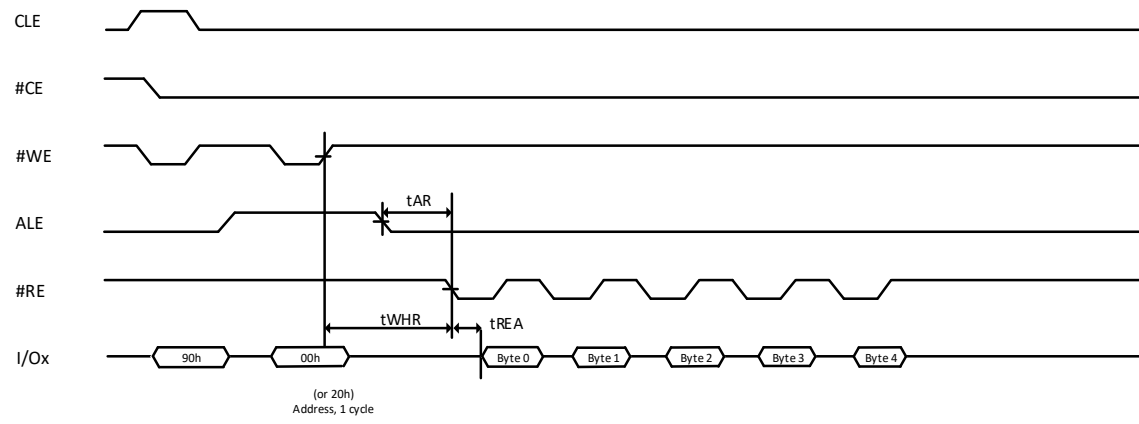 CLE
#CE
#WE
ALE
tAR
#RE
tWHR
tREA
I/Ox
90h
00h
Byte 0
Byte 1
Byte 2
Byte 3
Byte 4
(or 20h)
Address, 1 cycle